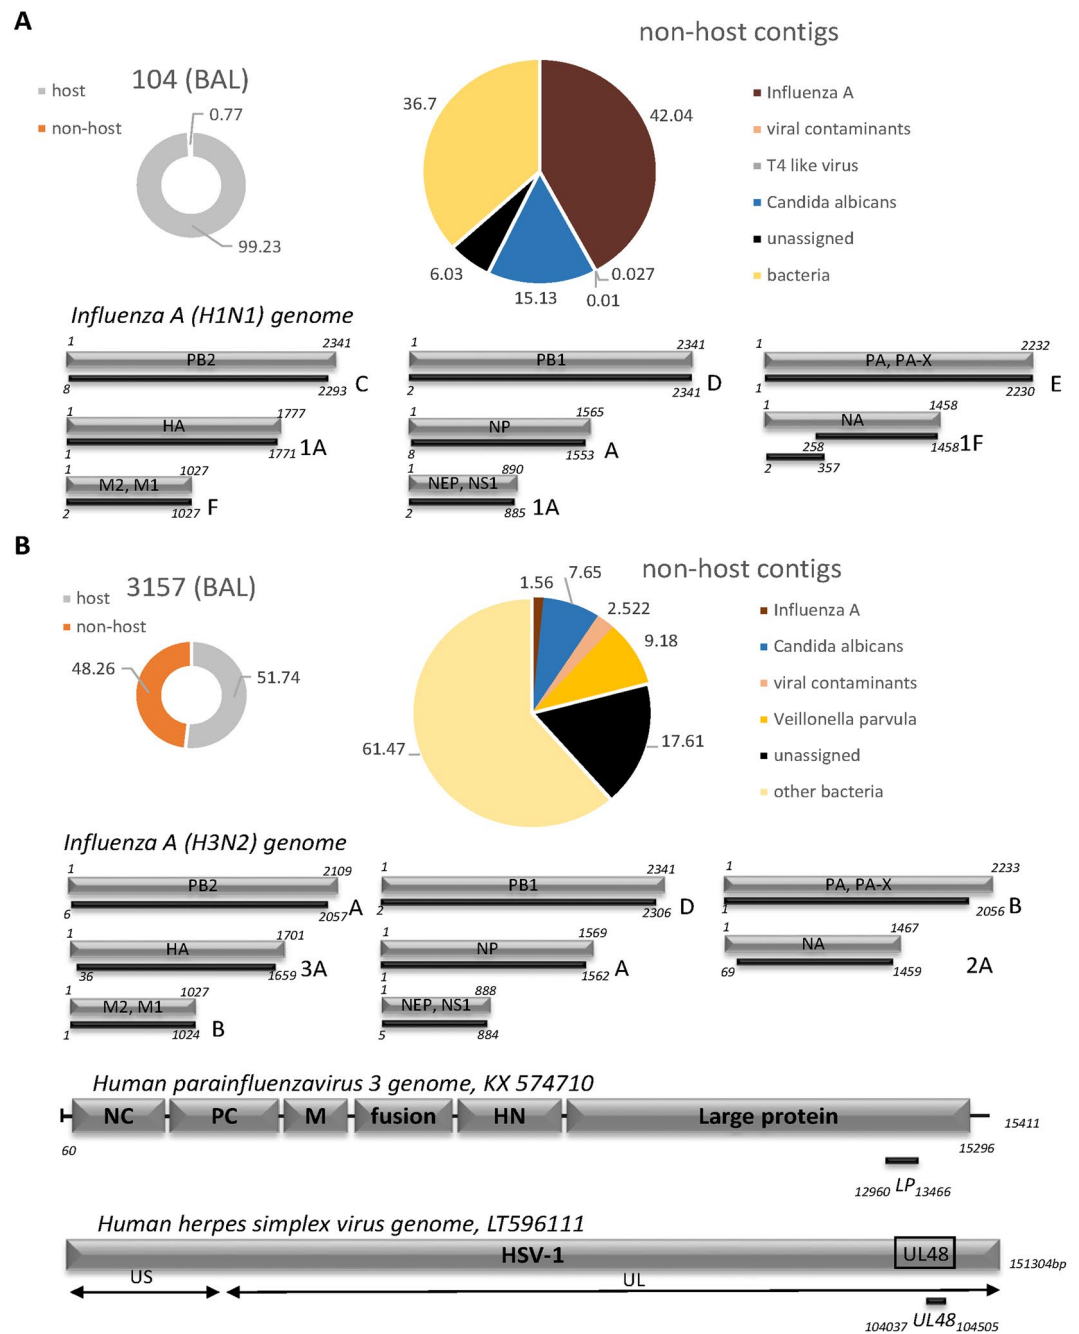 A
non-host contigs
104 (BAL)
host
non-host
0.77
99.23
36.7
42.04
6.03
15.13
0.01
0.027
Influenza A
viral contaminants
T4 like virus
Candida albicans
unassigned
bacteria
Influenza A (H1N1) genome
1 2341 1 2341 1 2232
PB2 PB1 PA, PA-X
8 2293 C 2 2341 D 1 2230 E
1 1777 1 1565 1 1458
HA NP NA
1 1771 1A 8 1553 A 258 1458 1F
2 357
1 1027 1 890
M2, M1 NEP, NS1
2 1027 F 2 885 1A
B
non-host contigs
3157 (BAL)
host
non-host
48.26
51.74
1.56
7.65
2.522
9.18
17.61
61.47
Influenza A
Candida albicans
viral contaminants
Veillonella parvula
unassigned
other bacteria
Influenza A (H3N2) genome
1 2109 1 2341 1 2233
PB2 PB1 PA, PA-X
6 2057 A 2 2306 D 1 2056 B
1 1701 1 1569 1 1467
HA NP NA
36 1659 3A 1 1562 A 69 1459 2A
1 1027 1 888
M2, M1 NEP, NS1
1 1024 B 5 884
Human parainfluenzavirus 3 genome, KX 574710
NC PC M fusion HN Large protein
15411
60 15296
12960 LP 13466
Human herpes simplex virus genome, LT596111
HSV-1 UL48
151304bp
US UL
104037 UL48 104505